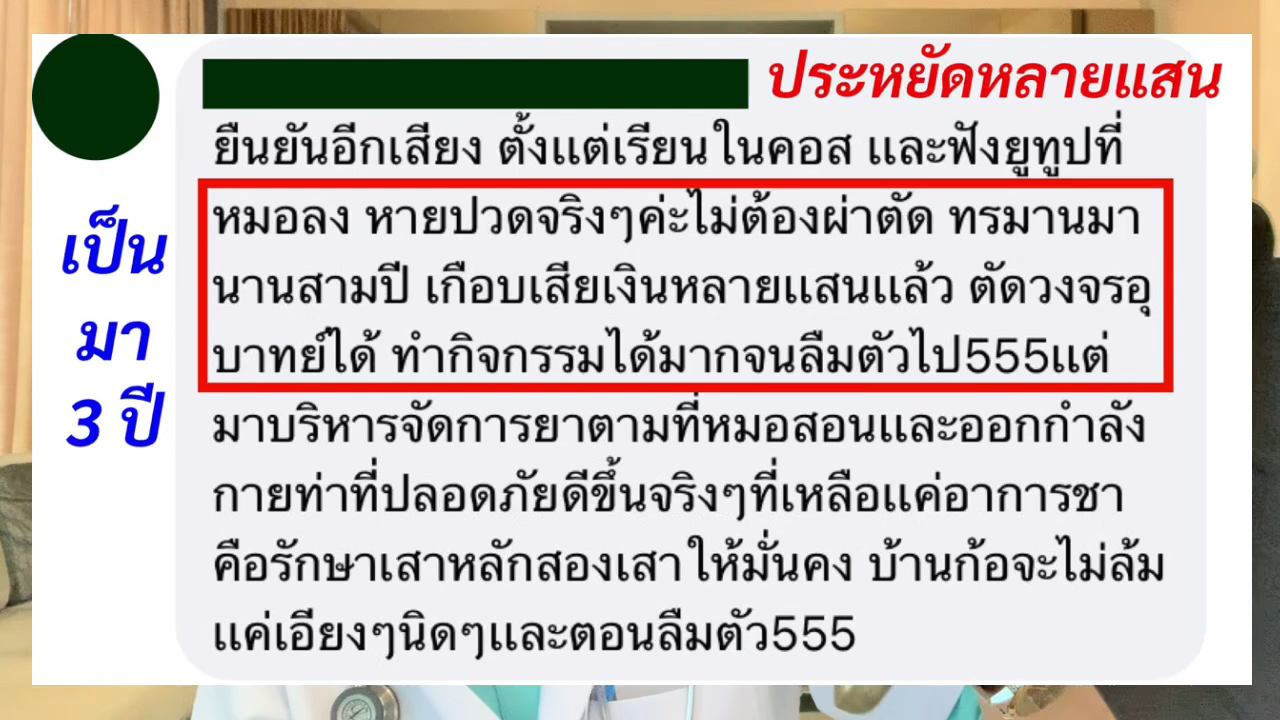 ประหยัดหลายแสน
ยืนยันอีกเสียง ตั้งแต่เรียนในคอส และฟังยูทูปที่
หมอลง หายปวดจริงๆค่ะไม่ต้องผ่าตัด ทรมานมา
นานสามปี เกือบเสียเงินหลายแสนแล้ว ตัดวงจรอุ
บาทย์ได้ ทำกิจกรรมได้มากจนลืมตัวไป555แต่
มาบริหารจัดการยาตามที่หมอสอนและออกกำลัง
กายท่าที่ปลอดภัยดีขึ้นจริงๆที่เหลือแค่อาการชา
คือรักษาเสาหลักสองเสาให้มั่นคง บ้านก้อจะไม่ล้ม
แค่เอียงๆนิดๆและตอนลืมตัว555
เป็น
มา
3 ปี